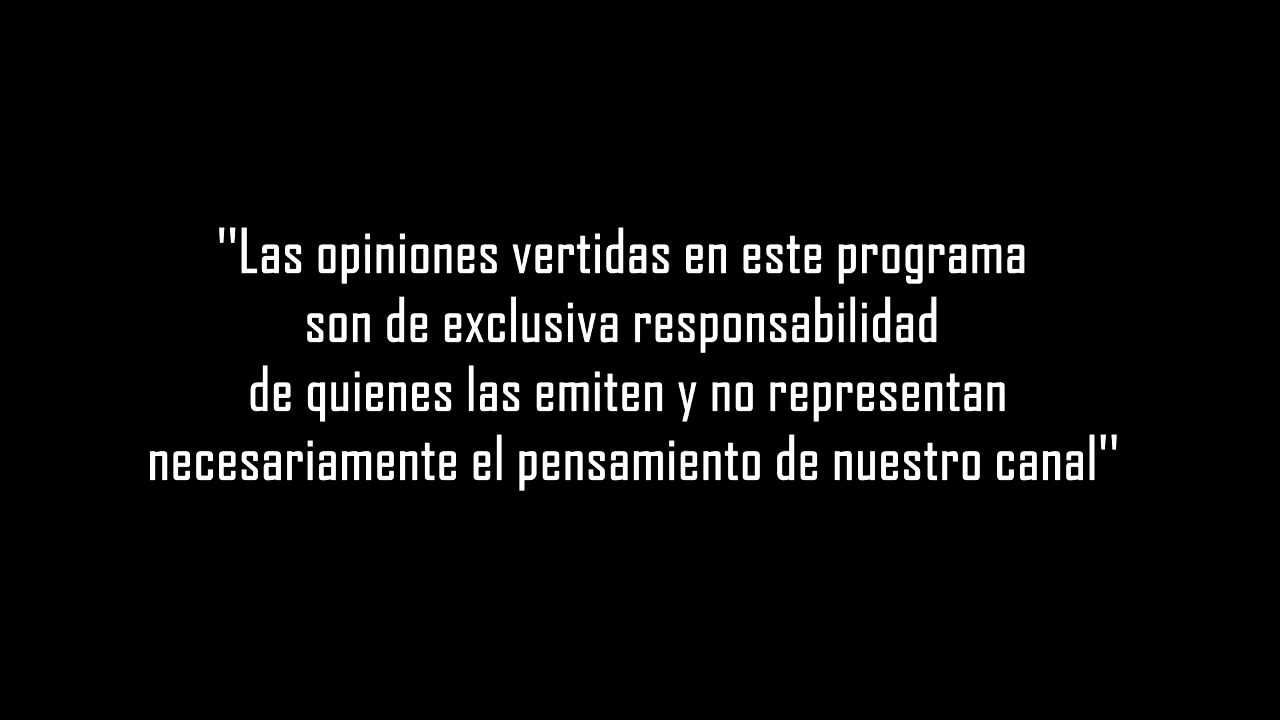 "Las opiniones vertidas en este programa
son de exclusiva responsabilidad
de quienes las emiten y no representan
necesariamente el pensamiento de nuestro canal"